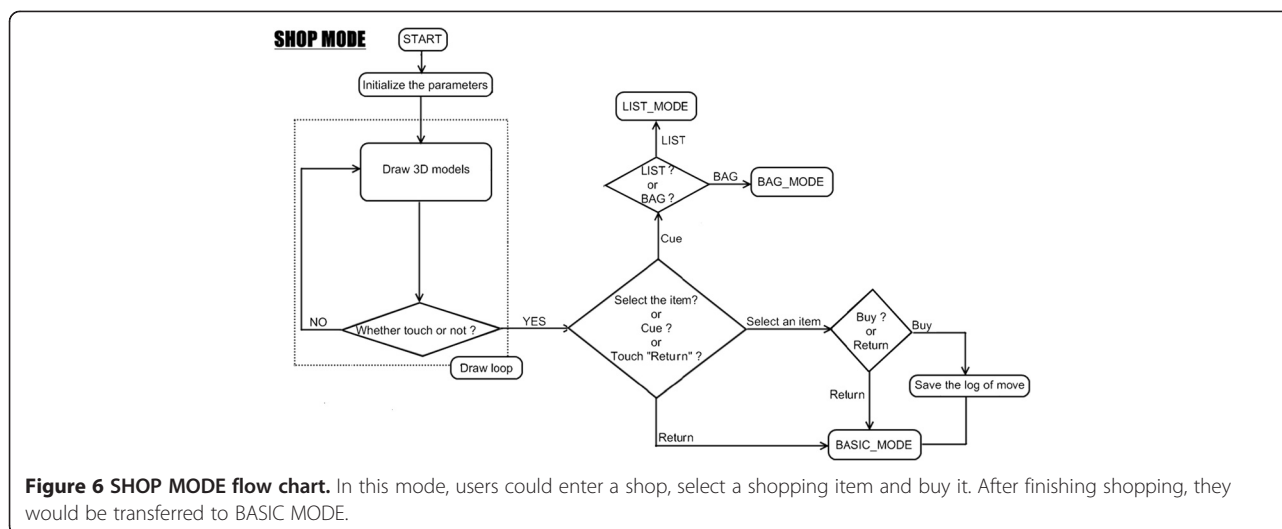 SHOP MODE
START
Initialize the parameters
Draw 3D models
Whether touch or not ?
NO
YES
Draw loop
LIST_MODE
LIST
LIST ?
or
BAG ?
BAG
BAG_MODE
Cue
Select the item?
or
Cue ?
or
Touch "Return" ?
Select an item
Buy ?
or
Return
Buy
Save the log of move
Return
Return
BASIC_MODE
Figure 6 SHOP MODE flow chart. In this mode, users could enter a shop, select a shopping item and buy it. After finishing shopping, they
would be transferred to BASIC MODE.